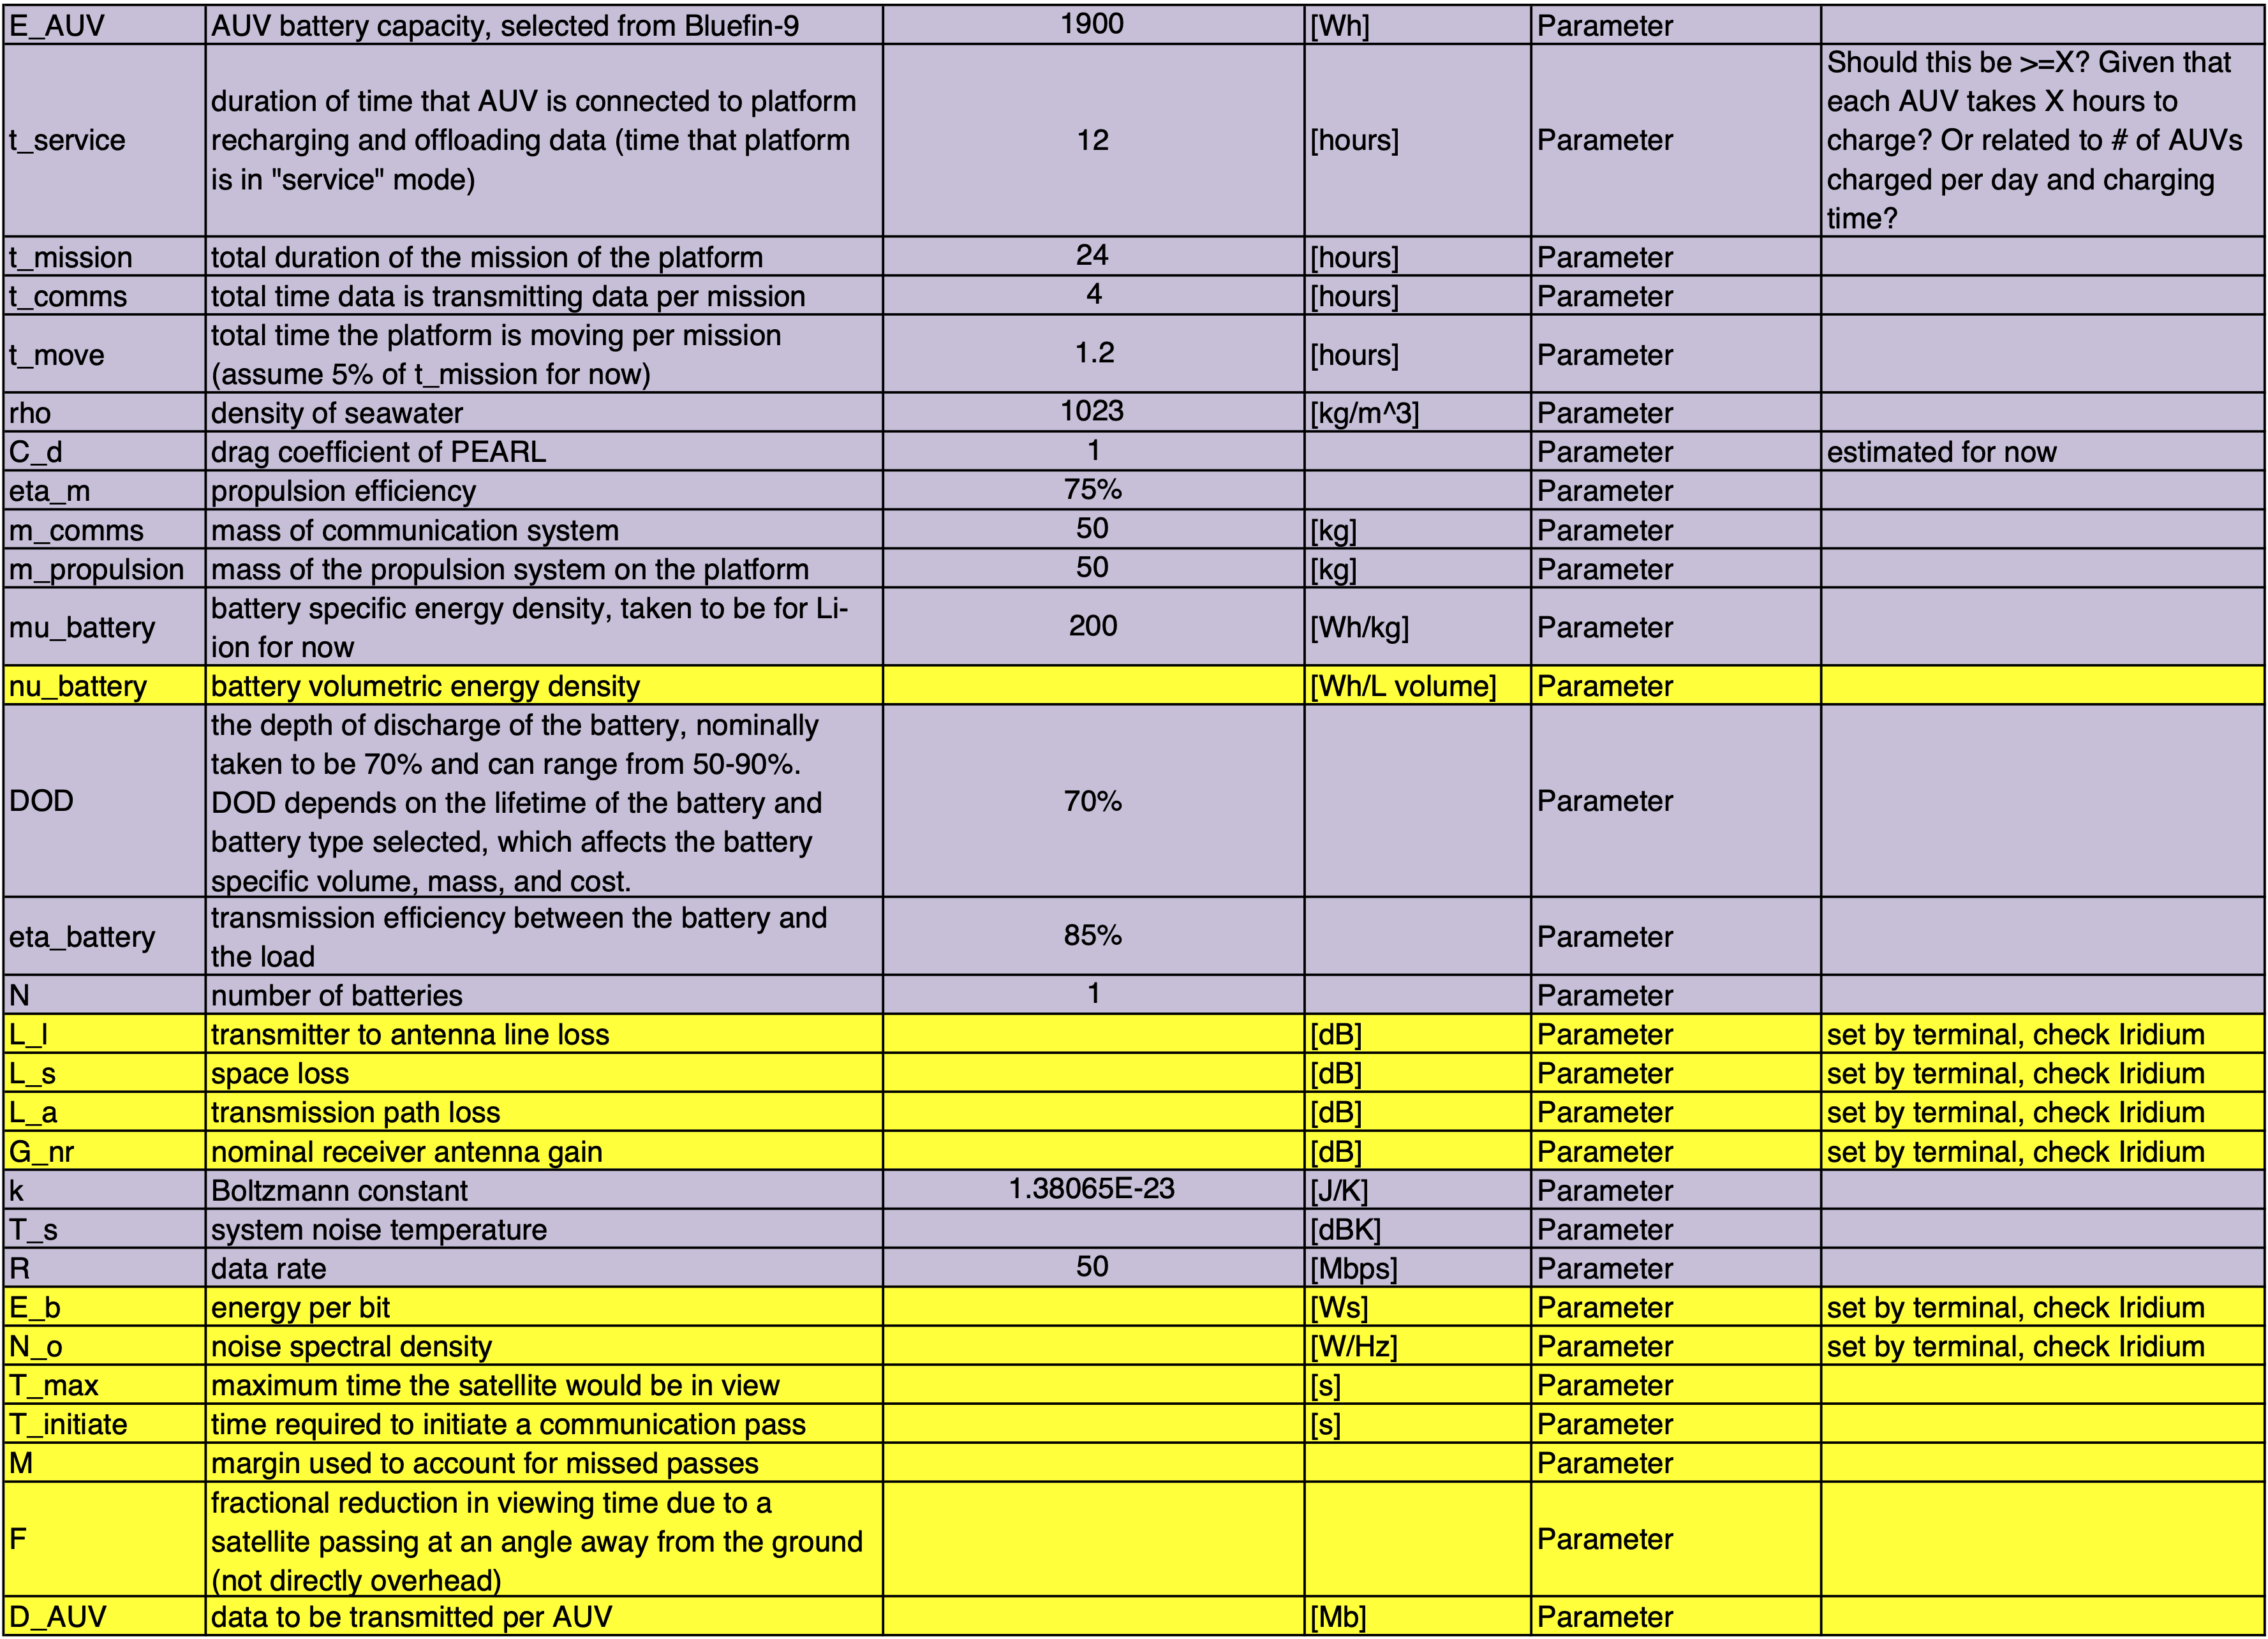 E_AUV AUV battery capacity, selected from Bluefin-9 1900 [Wh] Parameter
t_service duration of time that AUV is connected to platform recharging and offloading data (time that platform is in "service" mode) 12 [hours] Parameter Should this be >=X? Given that each AUV takes X hours to charge? Or related to # of AUVs charged per day and charging time?
t_mission total duration of the mission of the platform 24 [hours] Parameter
t_comms total time data is transmitting data per mission 4 [hours] Parameter
t_move total time the platform is moving per mission (assume 5% of t_mission for now) 1.2 [hours] Parameter
rho density of seawater 1023 [kg/m^3] Parameter
C_d drag coefficient of PEARL 1 Parameter estimated for now
eta_m propulsion efficiency 75% Parameter
m_comms mass of communication system 50 [kg] Parameter
m_propulsion mass of the propulsion system on the platform 50 [kg] Parameter
mu_battery battery specific energy density, taken to be for Li-ion for now 200 [Wh/kg] Parameter
nu_battery battery volumetric energy density [Wh/L volume] Parameter
DOD the depth of discharge of the battery, nominally taken to be 70% and can range from 50-90%. DOD depends on the lifetime of the battery and battery type selected, which affects the battery specific volume, mass, and cost. 70% Parameter
eta_battery transmission efficiency between the battery and the load 85% Parameter
N number of batteries 1 Parameter
L_l transmitter to antenna line loss [dB] Parameter set by terminal, check Iridium
L_s space loss [dB] Parameter set by terminal, check Iridium
L_a transmission path loss [dB] Parameter set by terminal, check Iridium
G_nr nominal receiver antenna gain [dB] Parameter set by terminal, check Iridium
k Boltzmann constant 1.38065E-23 [J/K] Parameter
T_s system noise temperature [dBK] Parameter
R data rate 50 [Mbps] Parameter
E_b energy per bit [Ws] Parameter set by terminal, check Iridium
N_o noise spectral density [W/Hz] Parameter set by terminal, check Iridium
T_max maximum time the satellite would be in view [s] Parameter
T_initiate time required to initiate a communication pass [s] Parameter
M margin used to account for missed passes Parameter
F fractional reduction in viewing time due to a satellite passing at an angle away from the ground (not directly overhead) Parameter
D_AUV data to be transmitted per AUV [Mb] Parameter